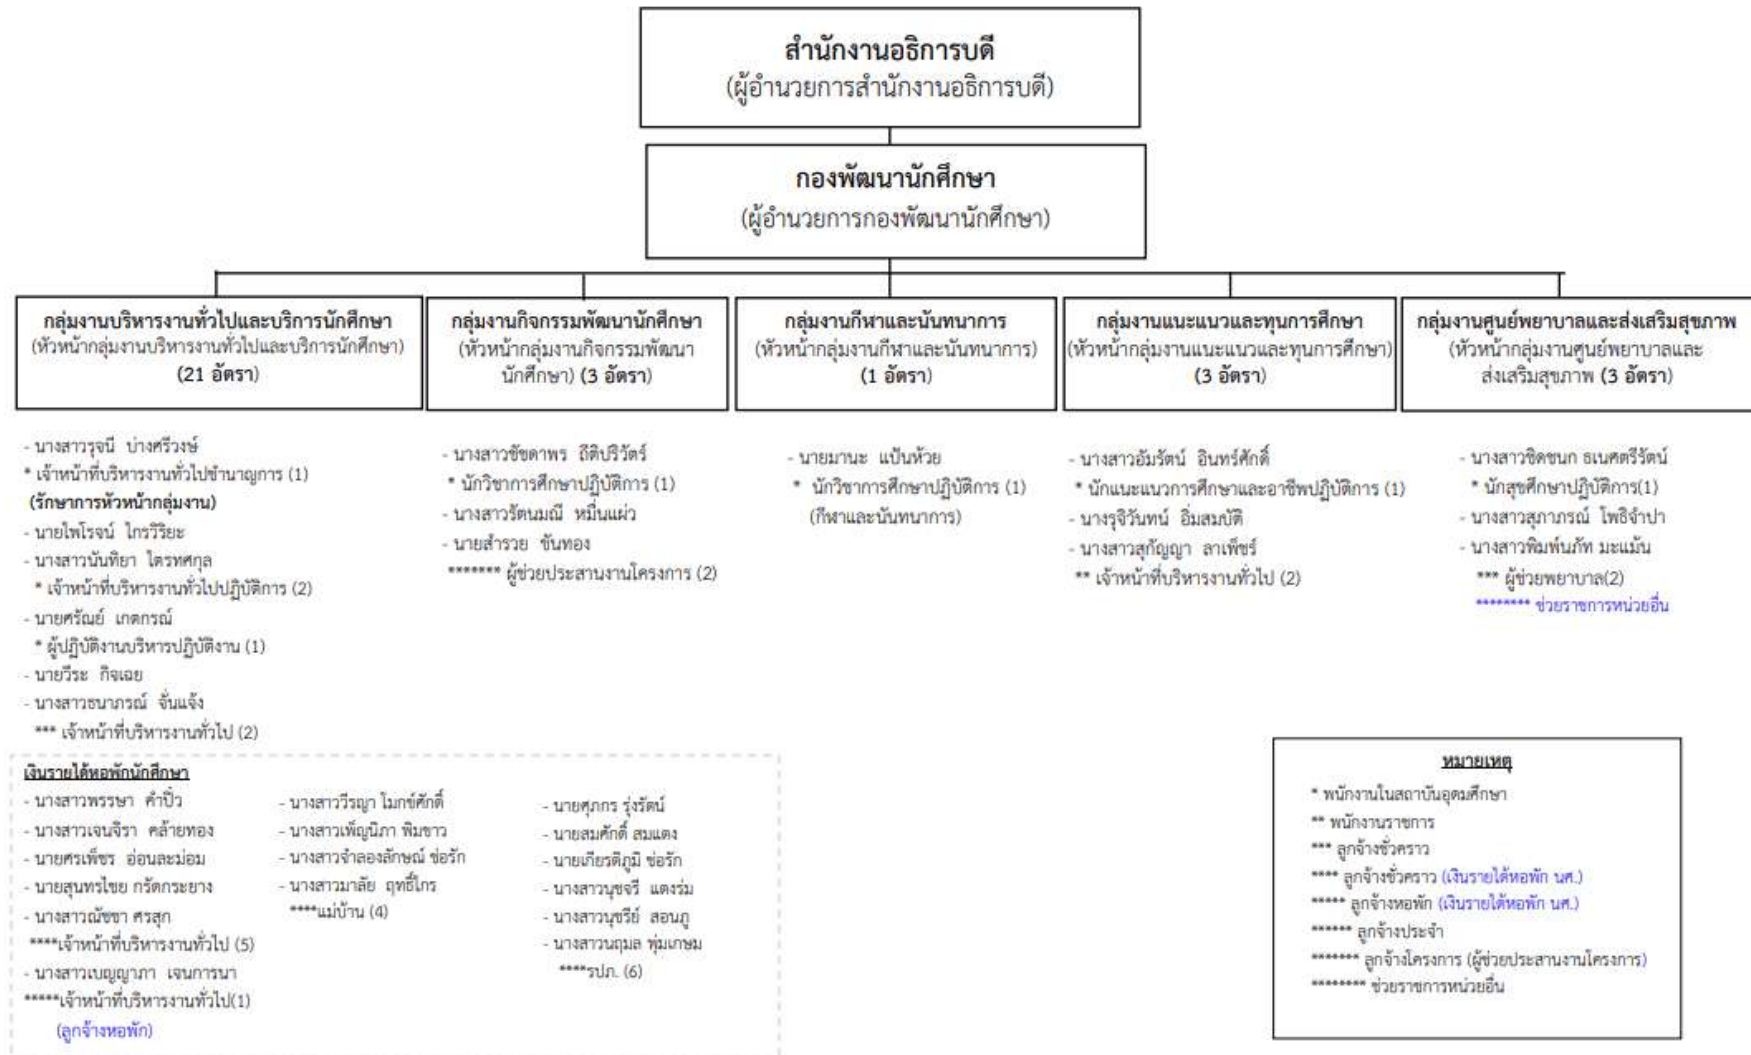 สำนักงานอธิการบดี
(ผู้อำนวยการสำนักงานอธิการบดี)
กองพัฒนานักศึกษา
(ผู้อำนวยการกองพัฒนานักศึกษา)
กลุ่มงานบริหารงานทั่วไปและบริการนักศึกษา
(หัวหน้ากลุ่มงานบริหารงานทั่วไปและบริการนักศึกษา)
(21 อัตรา)
กลุ่มงานกิจกรรมพัฒนานักศึกษา
(หัวหน้ากลุ่มงานกิจกรรมพัฒนา
นักศึกษา) (3 อัตรา)
กลุ่มงานกีฬาและนันทนาการ
(หัวหน้ากลุ่มงานกีฬาและนันทนาการ)
(1 อัตรา)
กลุ่มงานแนะแนวและทุนการศึกษา
(หัวหน้ากลุ่มงานแนะแนวและทุนการศึกษา)
(3 อัตรา)
กลุ่มงานศูนย์พยาบาลและส่งเสริมสุขภาพ
(หัวหน้ากลุ่มงานศูนย์พยาบาลและ
ส่งเสริมสุขภาพ (3 อัตรา)
- นางสาวรุจนี บ่างศรีวงษ์
* เจ้าหน้าที่บริหารงานทั่วไปชำนาญการ (1)
(รักษาการหัวหน้ากลุ่มงาน)
- นายไพโรจน์ ไกรวิริยะ
- นางสาวนันทิยา ไตรทศกุล
* เจ้าหน้าที่บริหารงานทั่วไปปฏิบัติการ (2)
- นายศรัณย์ เกตกรณ์
* ผู้ปฏิบัติงานบริหารปฏิบัติงาน (1)
- นายวีระ กิจเฉย
- นางสาวธนาภรณ์ จั่นแจ้ง
*** เจ้าหน้าที่บริหารงานทั่วไป (2)
- นางสาวชัชดาพร ถีติปริวัตร์
* นักวิชาการศึกษาปฏิบัติการ (1)
- นางสาวรัตนมณี หมื่นแผ่ว
- นายสำรวย ขันทอง
******* ผู้ช่วยประสานงานโครงการ (2)
- นายมานะ แป้นห้วย
* นักวิชาการศึกษาปฏิบัติการ (1)
(กีฬาและนันทนาการ)
- นางสาวอัมรัตน์ อินทร์ศักดิ์
* นักแนะแนวการศึกษาและอาชีพปฏิบัติการ (1)
- นางรุจิวันทน์ อิ่มสมบัติ
- นางสาวสุกัญญา ลาเพ็ชร์
** เจ้าหน้าที่บริหารงานทั่วไป (2)
- นางสาวชิดชนก ธเนศตรีรัตน์
* นักสุขศึกษาปฏิบัติการ(1)
- นางสาวสุภาภรณ์ โพธิจำปา
- นางสาวพิมพ์นภัท มะแม้น
*** ผู้ช่วยพยาบาล(2)
******** ช่วยราชการหน่วยอื่น
เงินรายได้หอพักนักศึกษา
- นางสาวพรรษา คำปิ๋ว
- นางสาวเจนจิรา คล้ายทอง
- นายศรเพ็ชร อ่อนละม่อม
- นายสุนทรไชย กรัดกระยาง
- นางสาวณัชชา ศรสุก
****เจ้าหน้าที่บริหารงานทั่วไป (5)
- นางสาวเบญญาภา เจนการนา
*****เจ้าหน้าที่บริหารงานทั่วไป(1)
(ลูกจ้างหอพัก)
- นางสาววีรญา โมกข์ศักดิ์
- นางสาวเพ็ญนิภา พิมขาว
- นางสาวจำลองลักษณ์ ช่อรัก
- นางสาวมาลัย ฤทธิ์ไกร
****แม่บ้าน (4)
- นายศุภกร รุ่งรัตน์
- นายสมศักดิ์ สมแตง
- นายเกียรติภูมิ ช่อรัก
- นางสาวนุชจรี แตงร่ม
- นางสาวนุชรีย์ สอนภู
- นางสาวนฤมล พุ่มเกษม
****รปภ. (6)
หมายเหตุ
* พนักงานในสถาบันอุดมศึกษา
** พนักงานราชการ
*** ลูกจ้างชั่วคราว
**** ลูกจ้างชั่วคราว (เงินรายได้หอพัก นศ.)
***** ลูกจ้างหอพัก (เงินรายได้หอพัก นศ.)
****** ลูกจ้างประจำ
******* ลูกจ้างโครงการ (ผู้ช่วยประสานงานโครงการ)
******** ช่วยราชการหน่วยอื่น